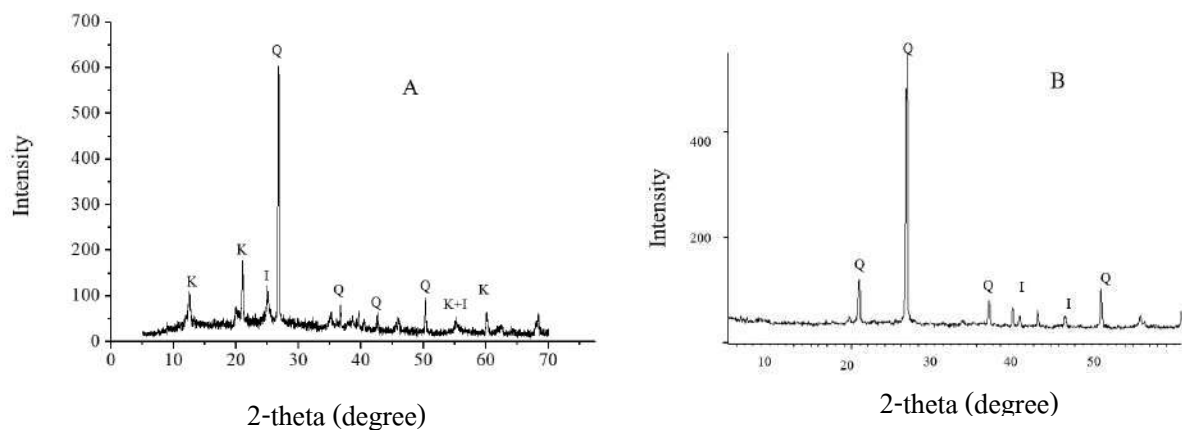 700
600
500
400
300
200
100
0
Intensity
A
K
K
I
Q
Q
Q
Q
K+I
K
0 10 20 30 40 50 60 70
2-theta (degree)
B
400
200
Intensity
Q
Q
Q
I
I
Q
10 20 30 40 50
2-theta (degree)